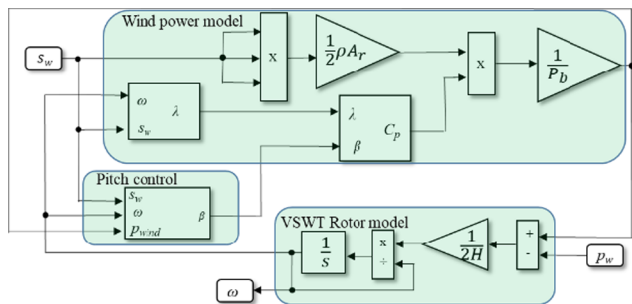 Wind power model
s_w
x
1/2 ρA_r
x
1/P_b
ω
λ
s_w
λ
C_p
β
Pitch control
s_w
ω
β
p_wind
VSWT Rotor model
1/s
x
÷
1/2H
+
-
p_w
ω